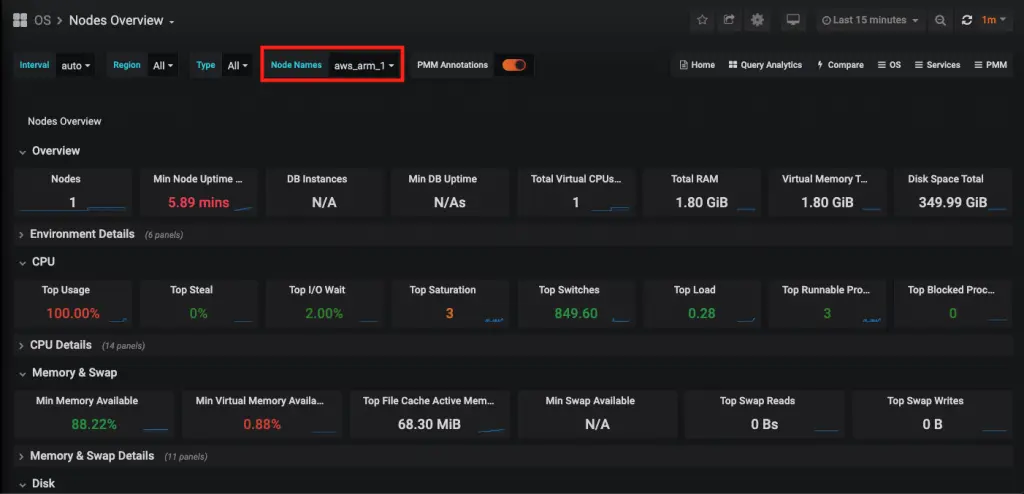 OS > Nodes Overview
Last 15 minutes 1m
Interval auto Region All Type All Node Names aws_arm_1 PMM Annotations Home Query Analytics Compare OS Services PMM
Nodes Overview
Overview
Nodes Min Node Uptime ... DB Instances Min DB Uptime Total Virtual CPUs... Total RAM Virtual Memory T... Disk Space Total
1 5.89 mins N/A N/As 1 1.80 GiB 1.80 GiB 349.99 GiB
Environment Details (6 panels)
CPU
Top Usage Top Steal Top I/O Wait Top Saturation Top Switches Top Load Top Runnable Pro... Top Blocked Proc...
100.00% 0% 2.00% 3 849.60 0.28 3 0
CPU Details (14 panels)
Memory & Swap
Min Memory Available Min Virtual Memory Availa... Top File Cache Active Mem... Min Swap Available Top Swap Reads Top Swap Writes
88.22% 0.88% 68.30 MiB N/A 0 Bs 0 B
Memory & Swap Details (11 panels)
Disk